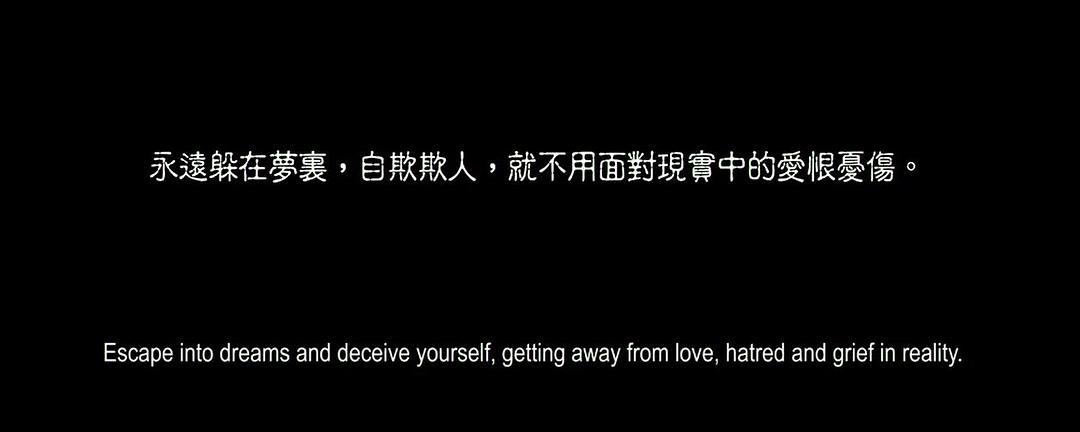 永遠躲在夢裏，自欺欺人，就不用面對現實中的愛恨憂傷。
Escape into dreams and deceive yourself, getting away from love, hatred and grief in reality.